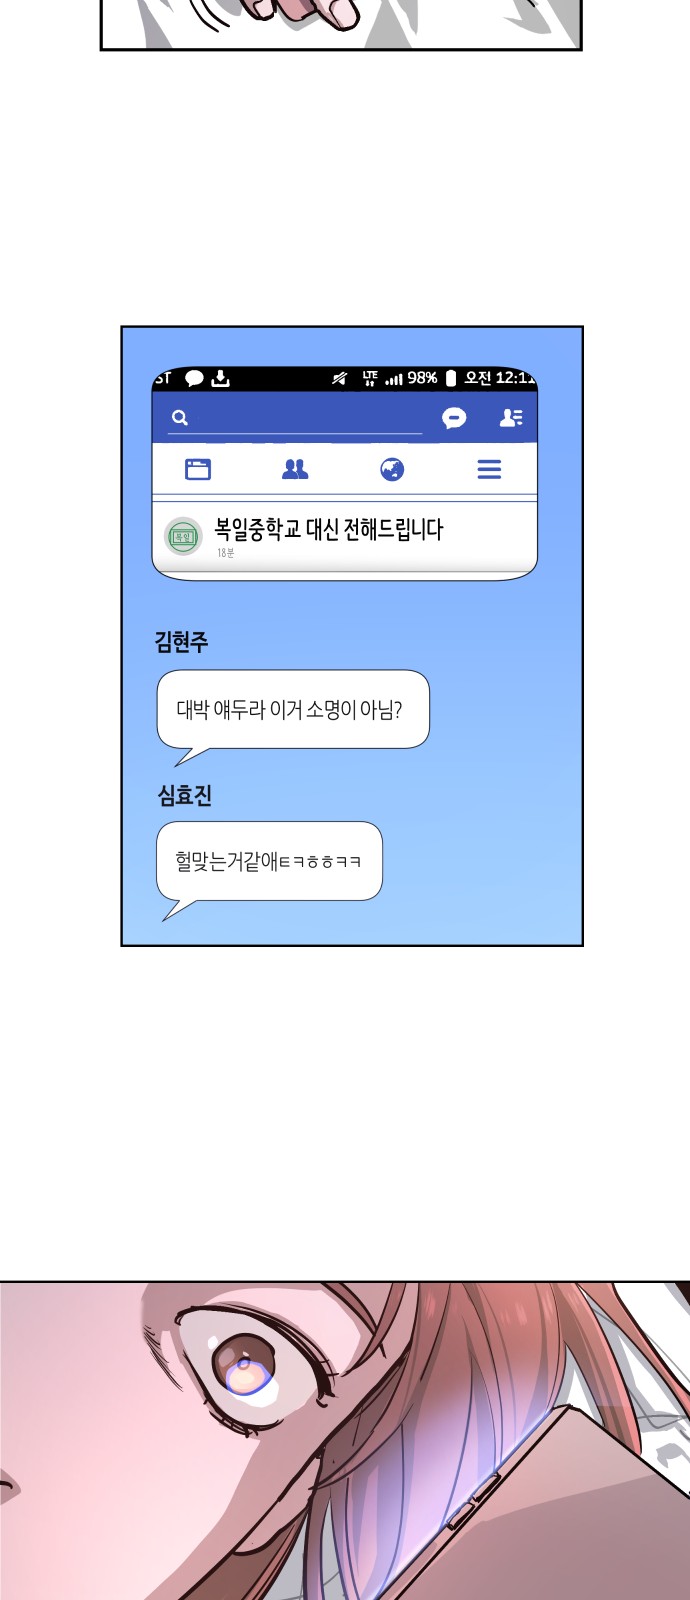 ST LTE 98% 오전 12:11
복일
복일중학교 대신 전해드립니다
18분
김현주
대박 얘두라 이거 소명이 아님?
심효진
헐맞는거같애ㅌㅋㅎㅎㅋㅋ